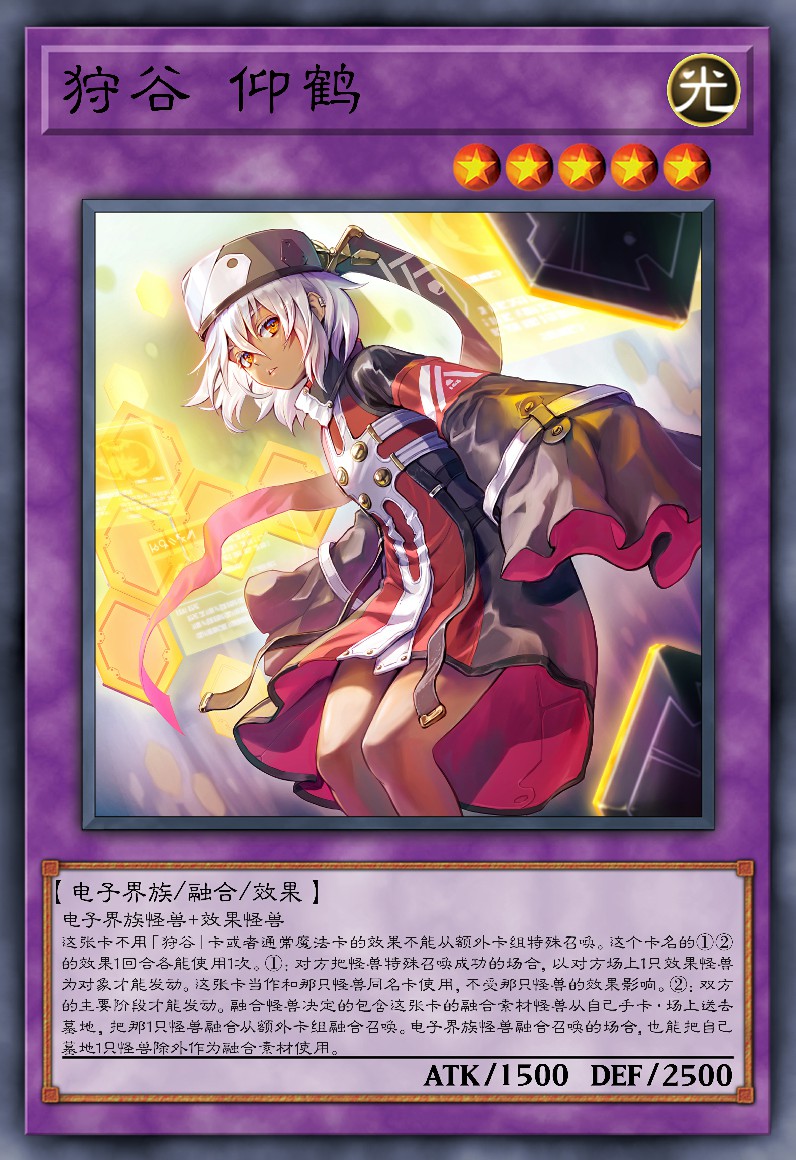 狩谷 仰鹤
光
【电子界族/融合/效果】
电子界族怪兽+效果怪兽
这张卡不用「狩谷」卡或者通常魔法卡的效果不能从额外卡组特殊召唤。这个卡名的①②
的效果1回合各能使用1次。①：对方把怪兽特殊召唤成功的场合，以对方场上1只效果怪兽
为对象才能发动。这张卡当作和那只怪兽同名卡使用，不受那只怪兽的效果影响。②：双方
的主要阶段才能发动。融合怪兽决定的包含这张卡的融合素材怪兽从自己手卡·场上送去
墓地，把那1只怪兽融合从额外卡组融合召唤。电子界族怪兽融合召唤的场合，也能把自己
墓地1只怪兽除外作为融合素材使用。
ATK/1500 DEF/2500